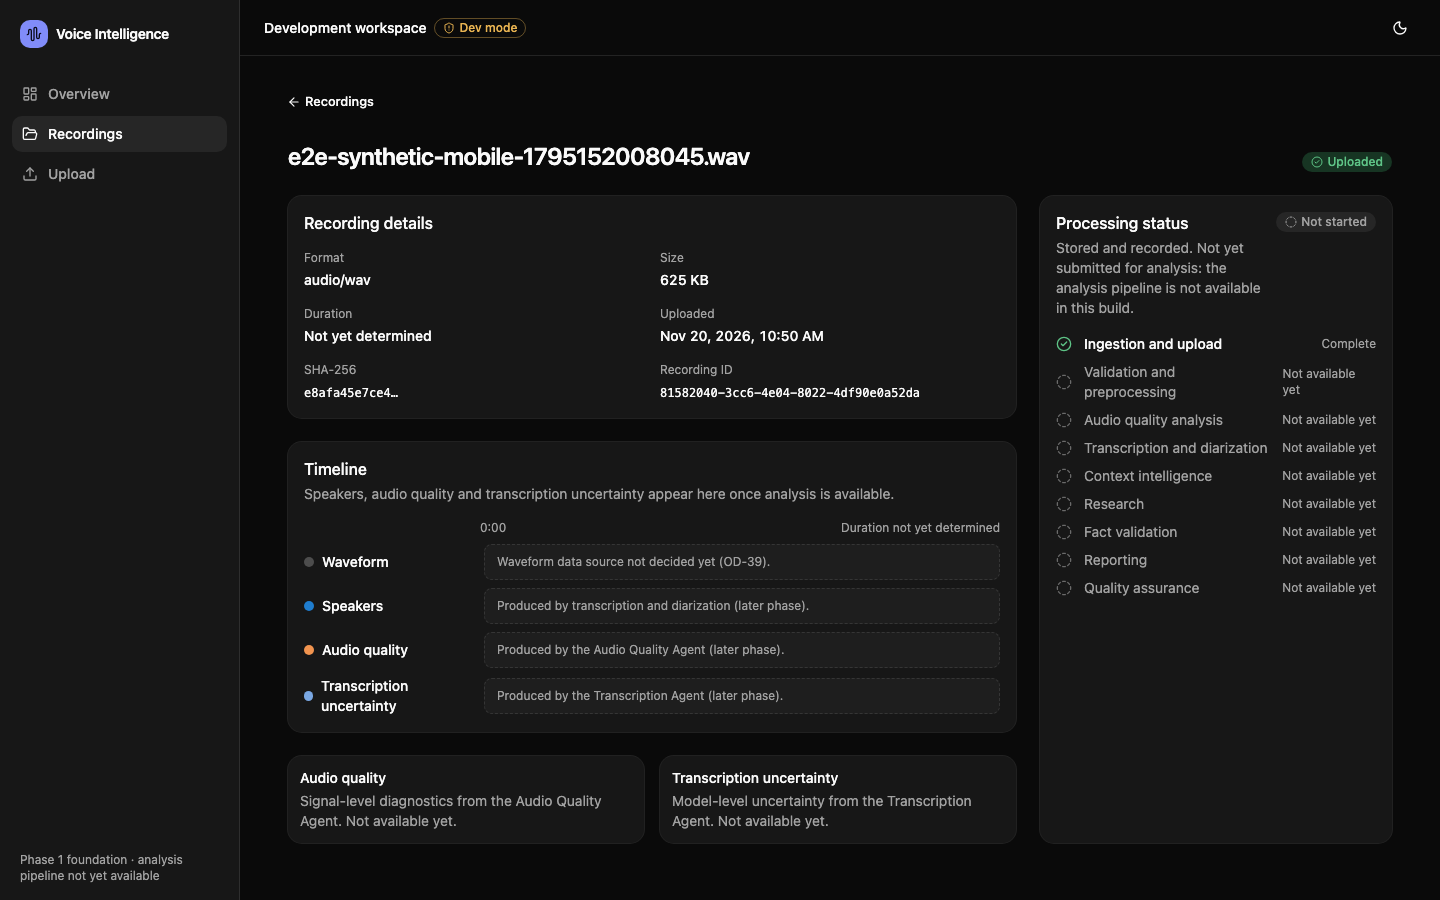 Voice Intelligence
Overview
Recordings
Upload
Phase 1 foundation · analysis
pipeline not yet available
Development workspace
Dev mode
Recordings
e2e-synthetic-mobile-1795152008045.wav
Uploaded
Recording details
Format
audio/wav
Size
625 KB
Duration
Not yet determined
Uploaded
Nov 20, 2026, 10:50 AM
SHA-256
e8afa45e7ce4…
Recording ID
81582040-3cc6-4e04-8022-4df90e0a52da
Timeline
Speakers, audio quality and transcription uncertainty appear here once analysis is available.
0:00
Duration not yet determined
Waveform
Waveform data source not decided yet (OD-39).
Speakers
Produced by transcription and diarization (later phase).
Audio quality
Produced by the Audio Quality Agent (later phase).
Transcription
uncertainty
Produced by the Transcription Agent (later phase).
Audio quality
Signal-level diagnostics from the Audio Quality
Agent. Not available yet.
Transcription uncertainty
Model-level uncertainty from the Transcription
Agent. Not available yet.
Processing status
Not started
Stored and recorded. Not yet
submitted for analysis: the
analysis pipeline is not available
in this build.
Ingestion and upload
Complete
Validation and
preprocessing
Not available
yet
Audio quality analysis
Not available yet
Transcription and diarization
Not available yet
Context intelligence
Not available yet
Research
Not available yet
Fact validation
Not available yet
Reporting
Not available yet
Quality assurance
Not available yet